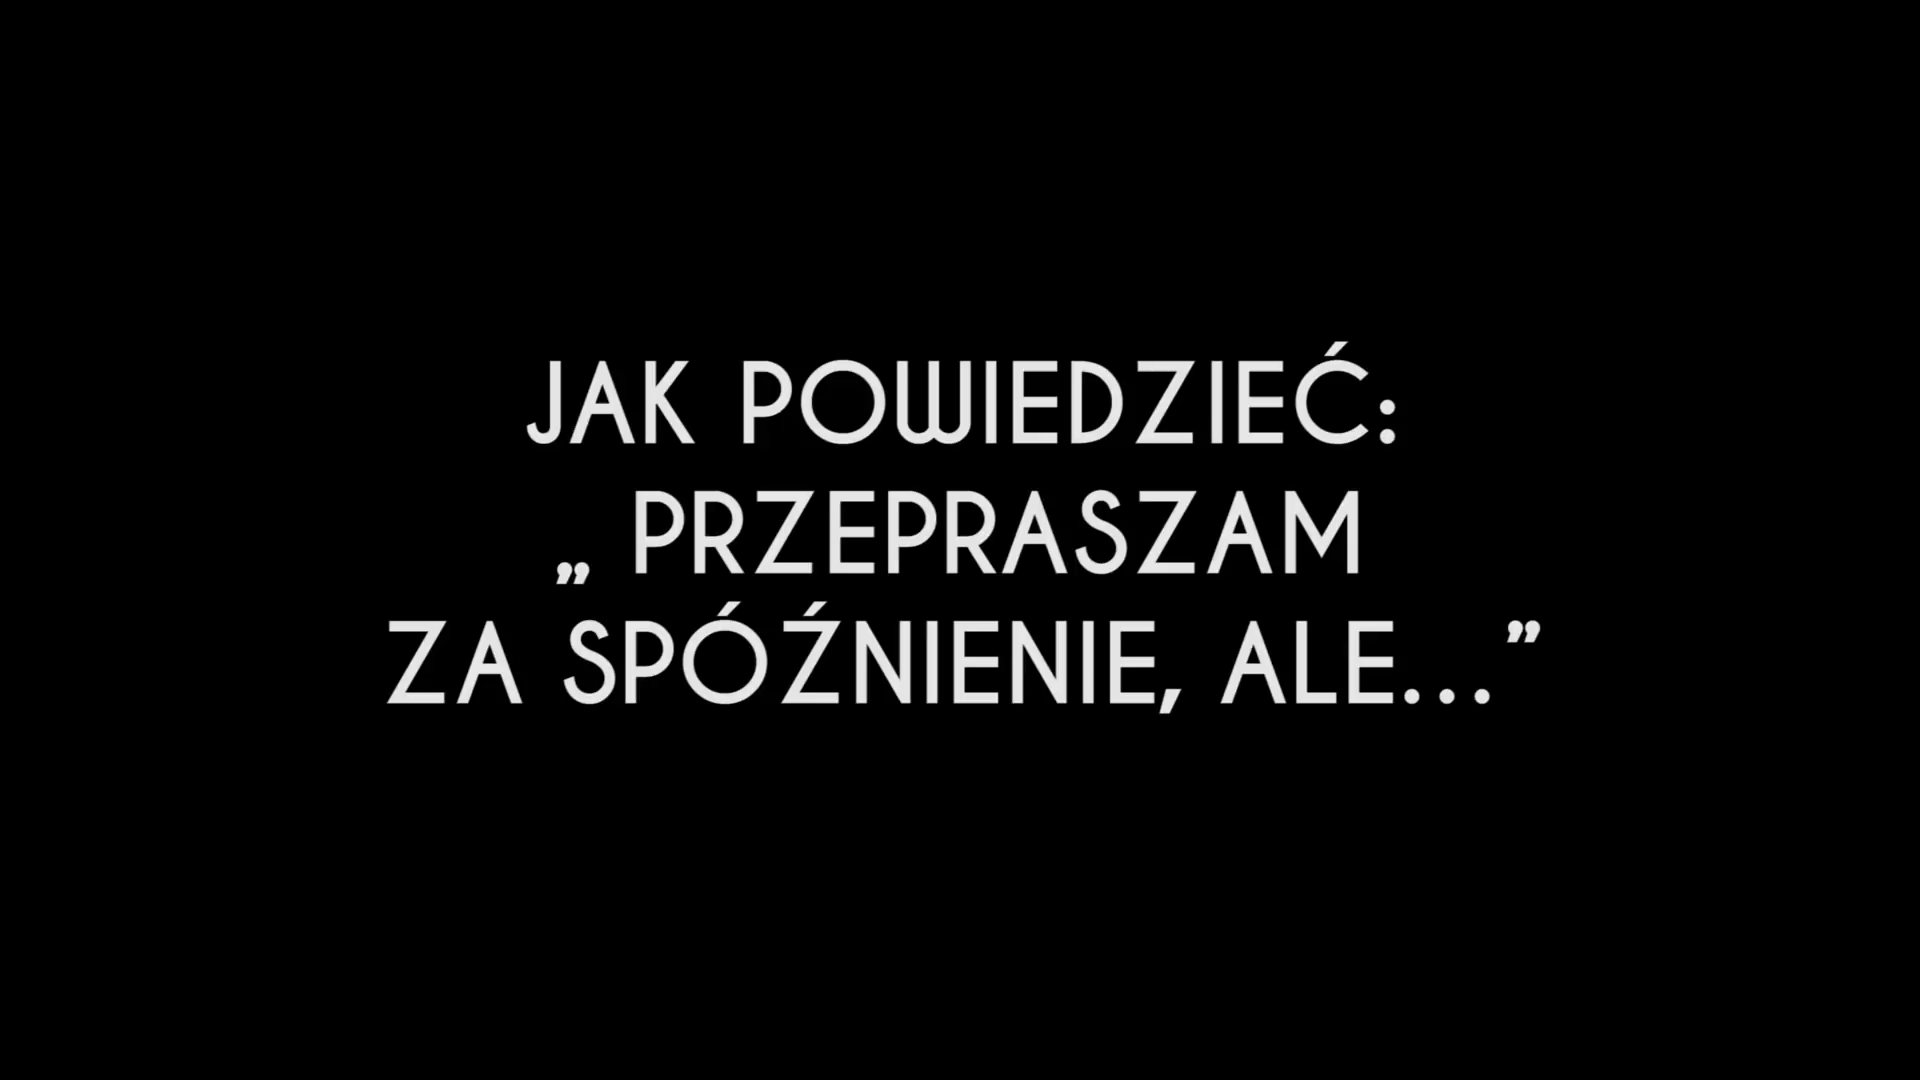 JAK POWIEDZIEĆ:
„ PRZEPRASZAM
ZA SPÓŹNIENIE, ALE...”